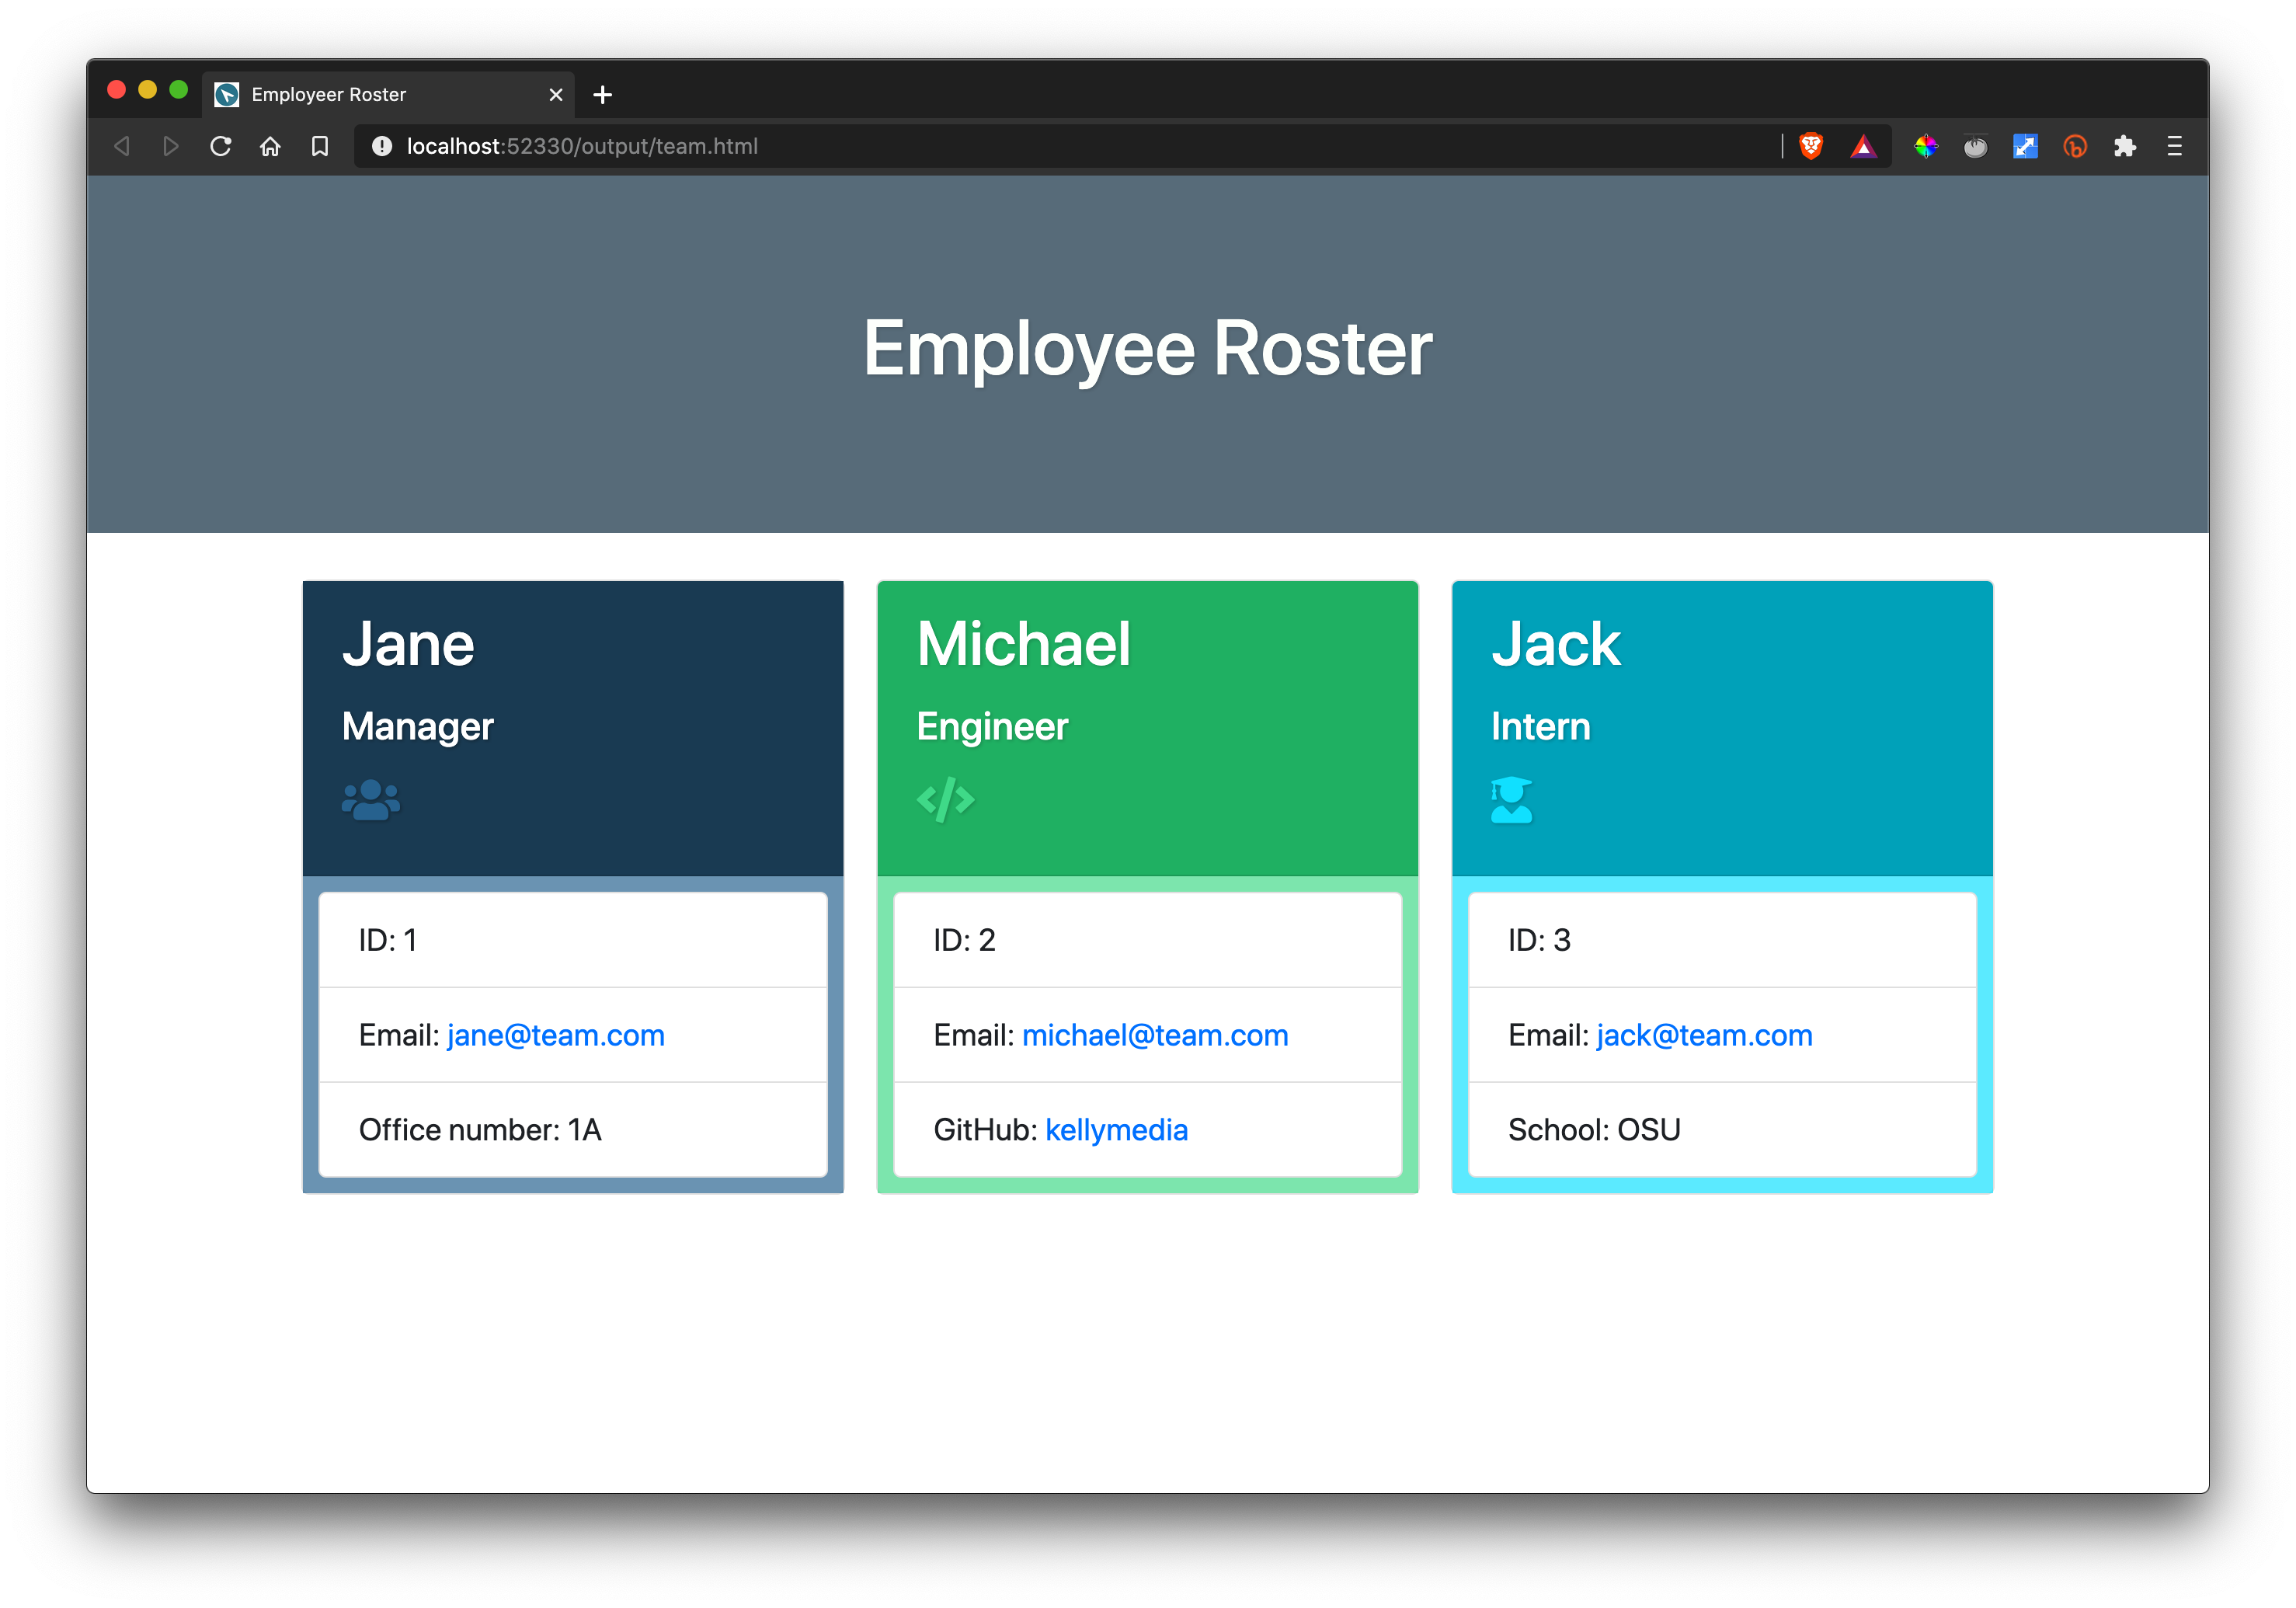 Employeer Roster
localhost:52330/output/team.html
Employee Roster
Jane
Manager
ID: 1
Email: jane@team.com
Office number: 1A
Michael
Engineer
</>
ID: 2
Email: michael@team.com
GitHub: kellymedia
Jack
Intern
ID: 3
Email: jack@team.com
School: OSU